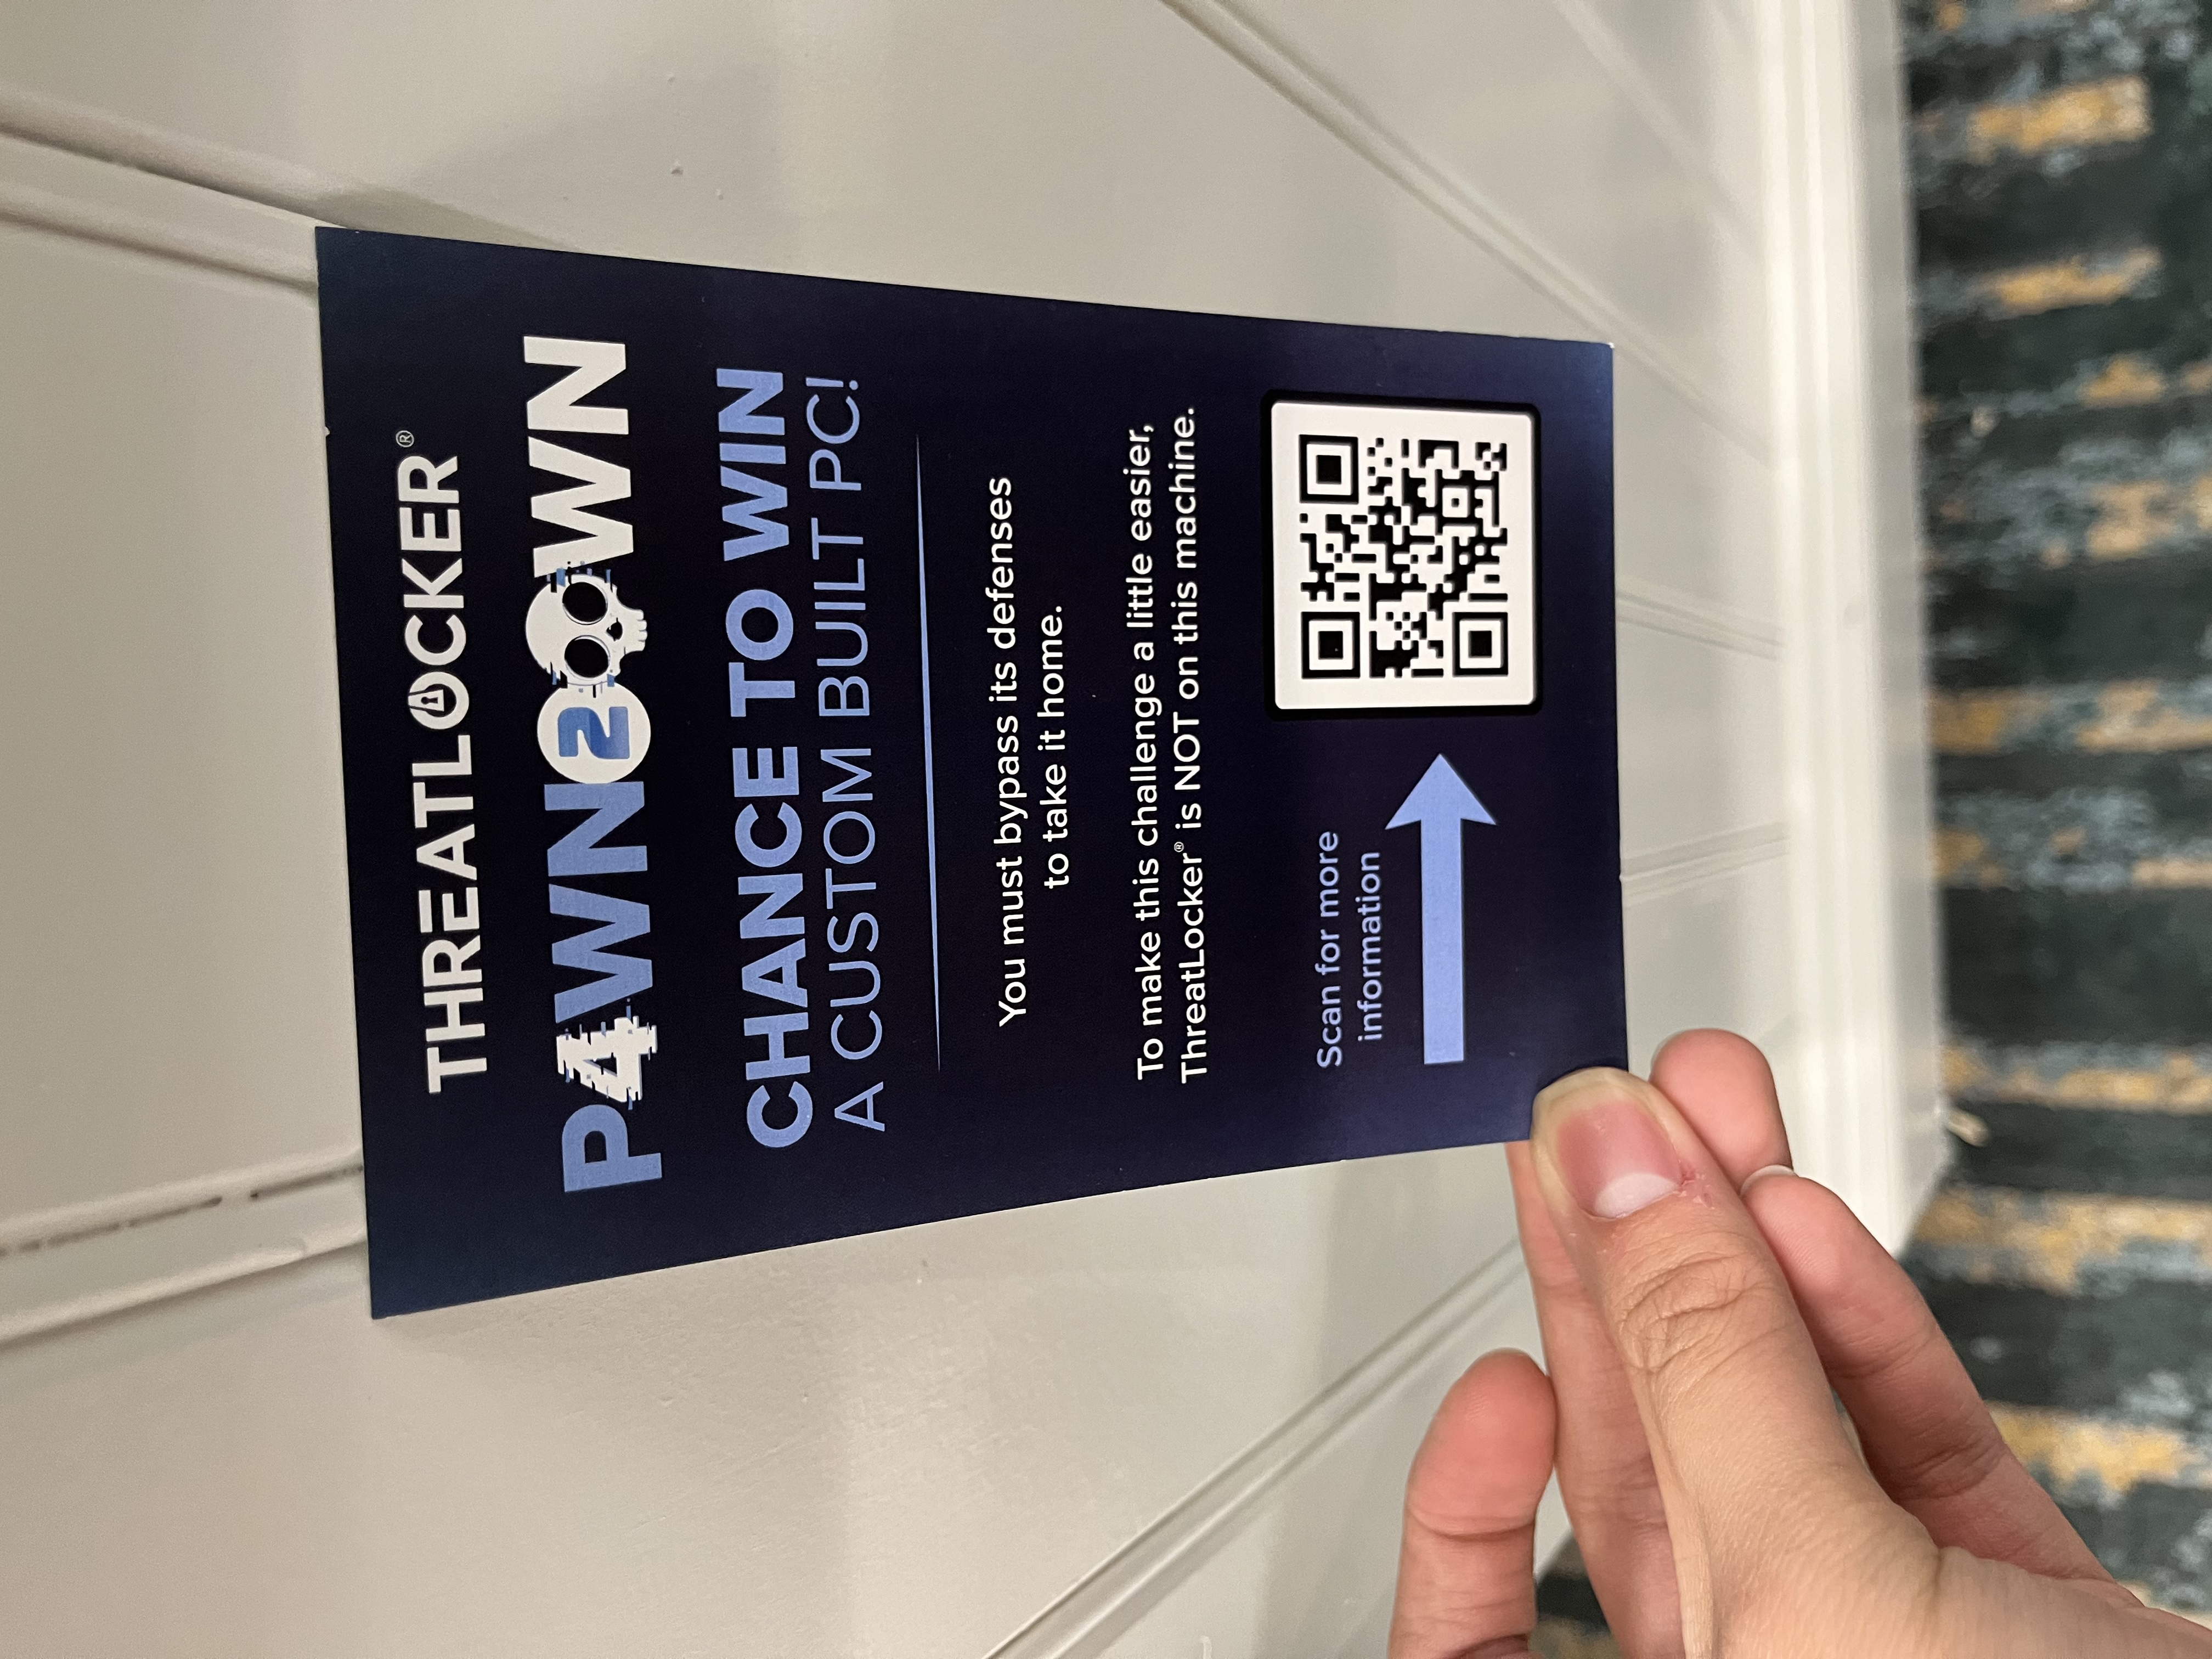 THREATLOCKER®
P4WN2OWN
CHANCE TO WIN
A CUSTOM BUILT PC!
You must bypass its defenses
to take it home.
To make this challenge a little easier,
ThreatLocker® is NOT on this machine.
Scan for more
information